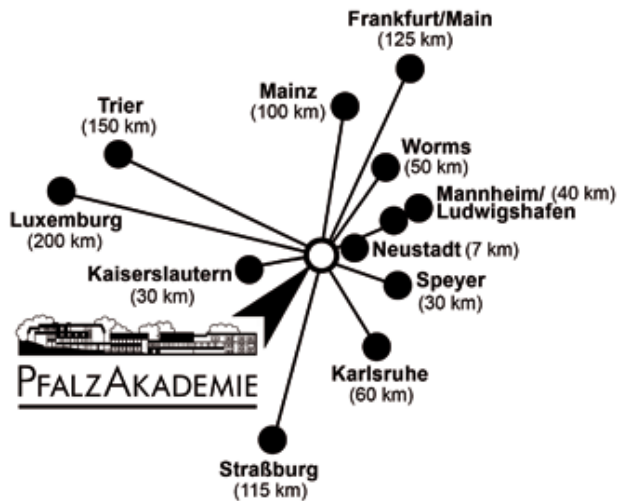 Frankfurt/Main
(125 km)
Mainz
(100 km)
Trier
(150 km)
Worms
(50 km)
Mannheim/ (40 km)
Ludwigshafen
Luxemburg
(200 km)
Neustadt (7 km)
Kaiserslautern
(30 km)
Speyer
(30 km)
PFALZAKADEMIE
Karlsruhe
(60 km)
Straßburg
(115 km)